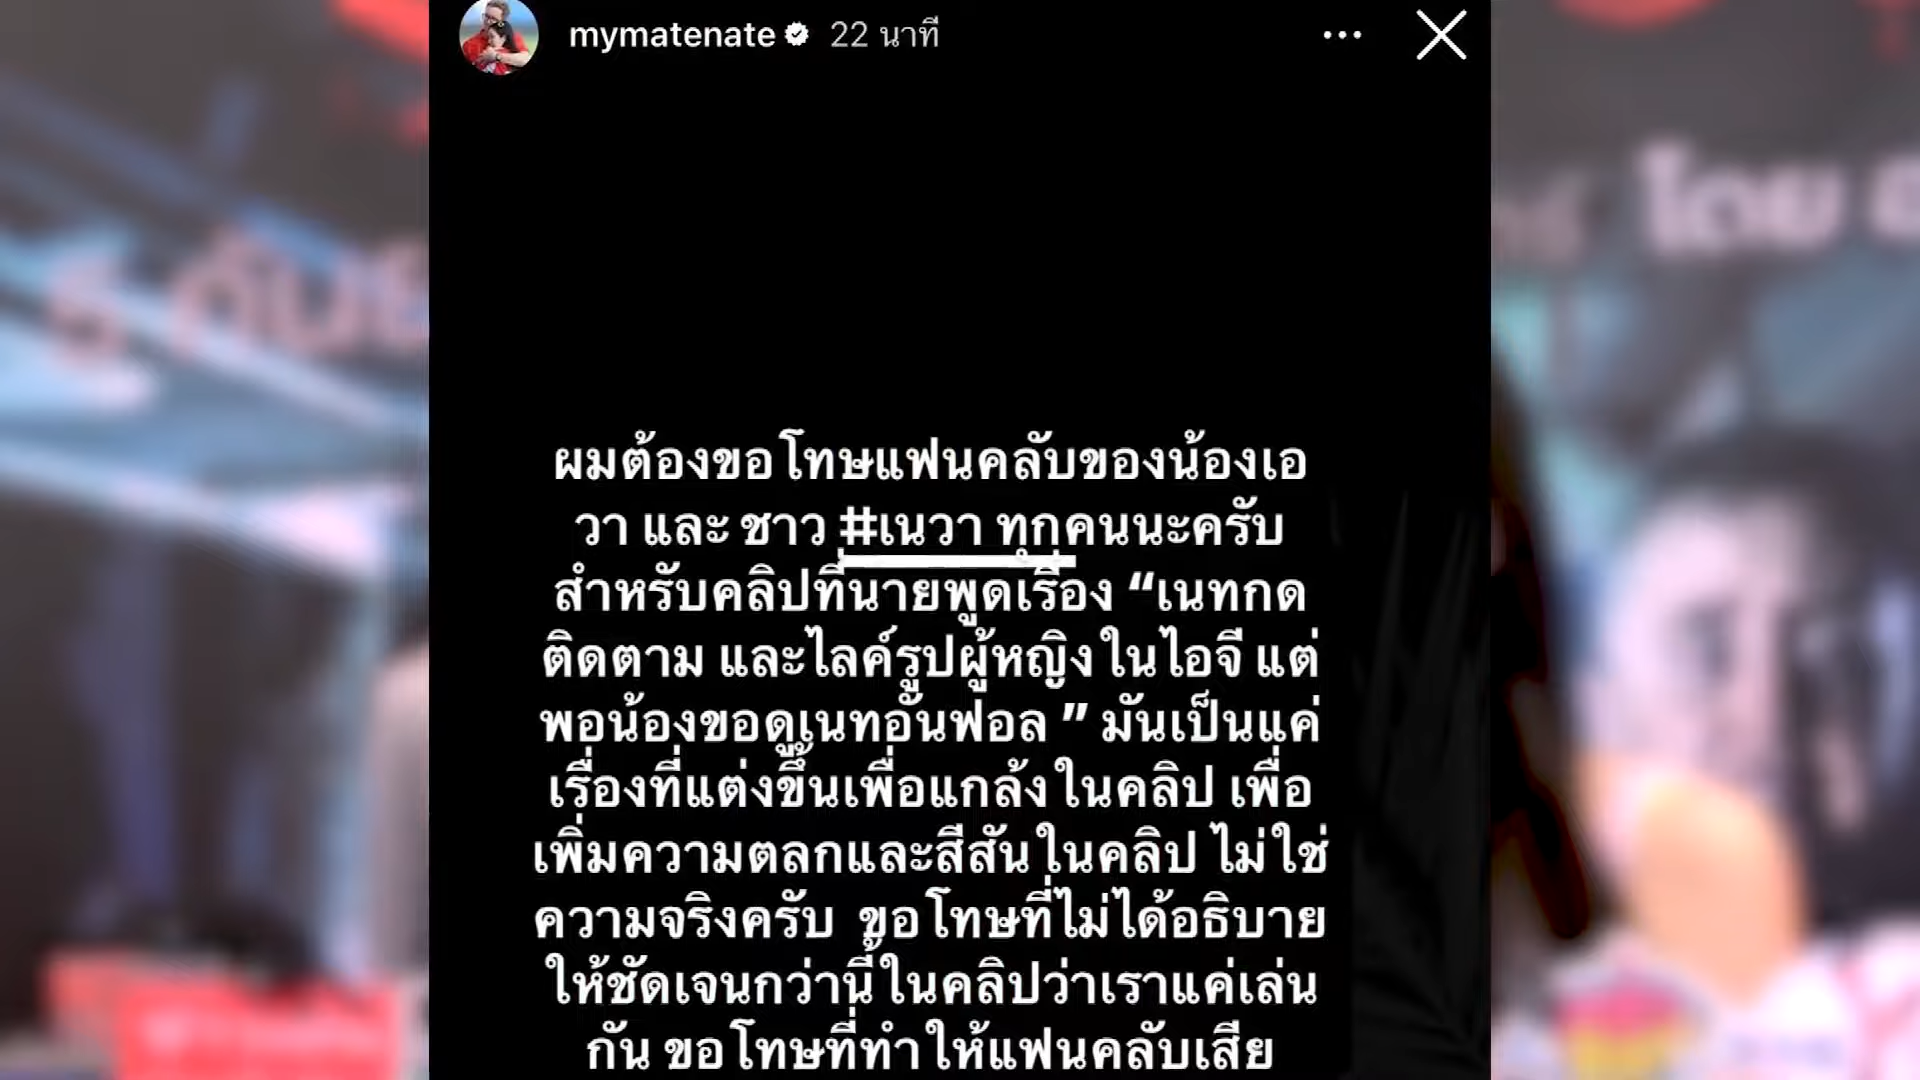 mymatenate 22 นาที
ผมต้องขอโทษแฟนคลับของน้องเอ
วา และ ชาว #เนวา ทุกคนนะครับ
สำหรับคลิปที่นายพูดเรื่อง “เนทกด
ติดตาม และไลค์รูปผู้หญิงในไอจี แต่
พอน้องขอดูเนทอันฟอล ” มันเป็นแค่
เรื่องที่แต่งขึ้นเพื่อแกล้งในคลิป เพื่อ
เพิ่มความตลกและสีสันในคลิป ไม่ใช่
ความจริงครับ ขอโทษที่ไม่ได้อธิบาย
ให้ชัดเจนกว่านี้ในคลิปว่าเราแค่เล่น
กัน ขอโทษที่ทำให้แฟนคลับเสีย
โดย